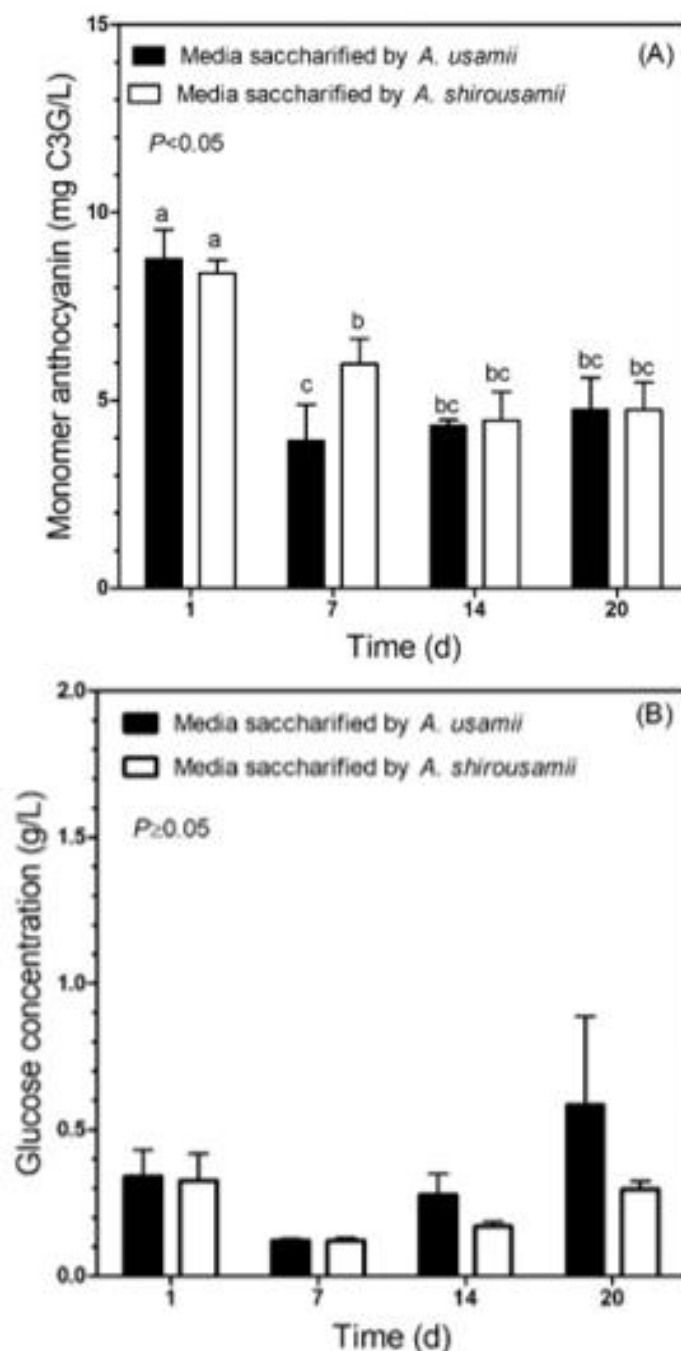 15
Media saccharified by A. usamii
(A)
Media saccharified by A. shirousamii
P<0.05
Monomer anthocyanin (mg C3G/L)
10
a
a
b
c
bc
bc
bc
bc
5
0
1
7
14
20
Time (d)
2.0
Media saccharified by A. usamii
(B)
Media saccharified by A. shirousamii
P≥0.05
Glucose concentration (g/L)
1.5
1.0
0.5
0.0
1
7
14
20
Time (d)